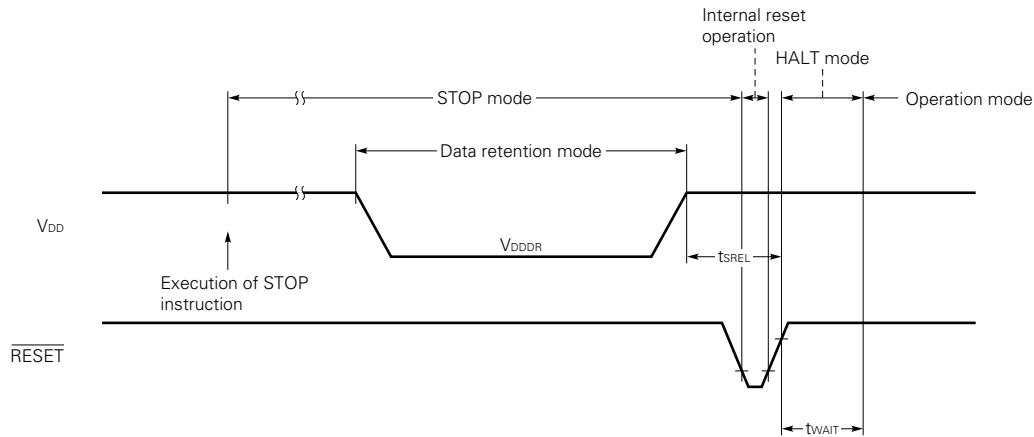 Internal reset
operation
HALT mode
STOP mode
Operation mode
Data retention mode
VDD
VDDDR
tSREL
Execution of STOP
instruction
RESET
tWAIT